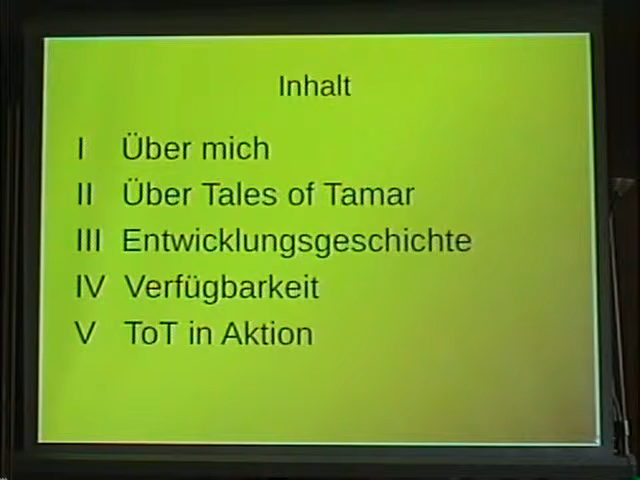 Inhalt
I Über mich
II Über Tales of Tamar
III Entwicklungsgeschichte
IV Verfügbarkeit
V ToT in Aktion